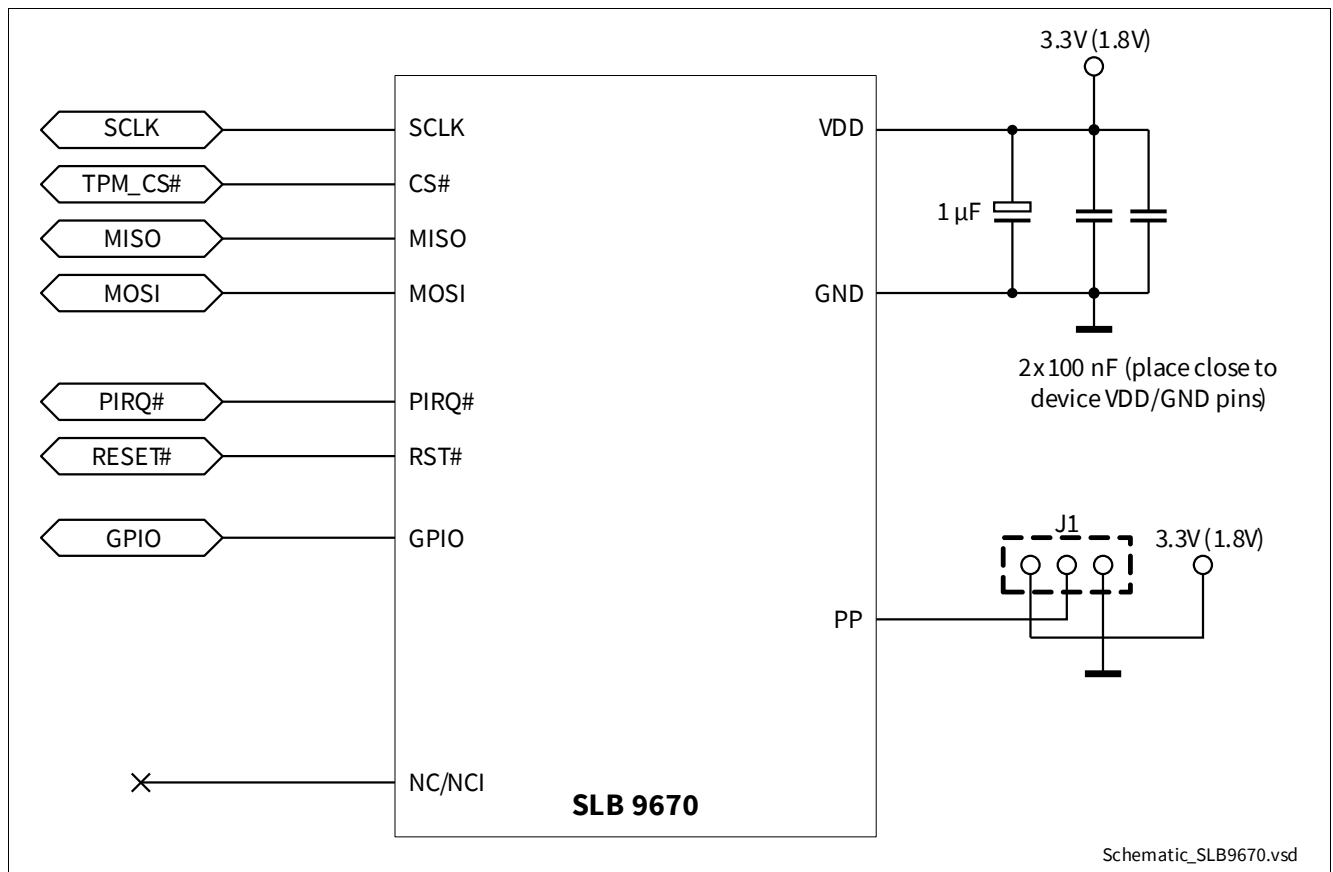 3.3V (1.8V)
SCLK SCLK VDD
TPM_CS# CS#
1 µF
MISO MISO
MOSI MOSI GND
2x100 nF (place close to
device VDD/GND pins)
PIRQ# PIRQ#
RESET# RST#
J1
3.3V (1.8V)
GPIO GPIO
PP
NC/NCI
SLB 9670
Schematic_SLB9670.vsd